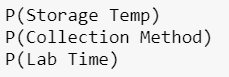 P(Storage Temp)
P(Collection Method)
P(Lab Time)